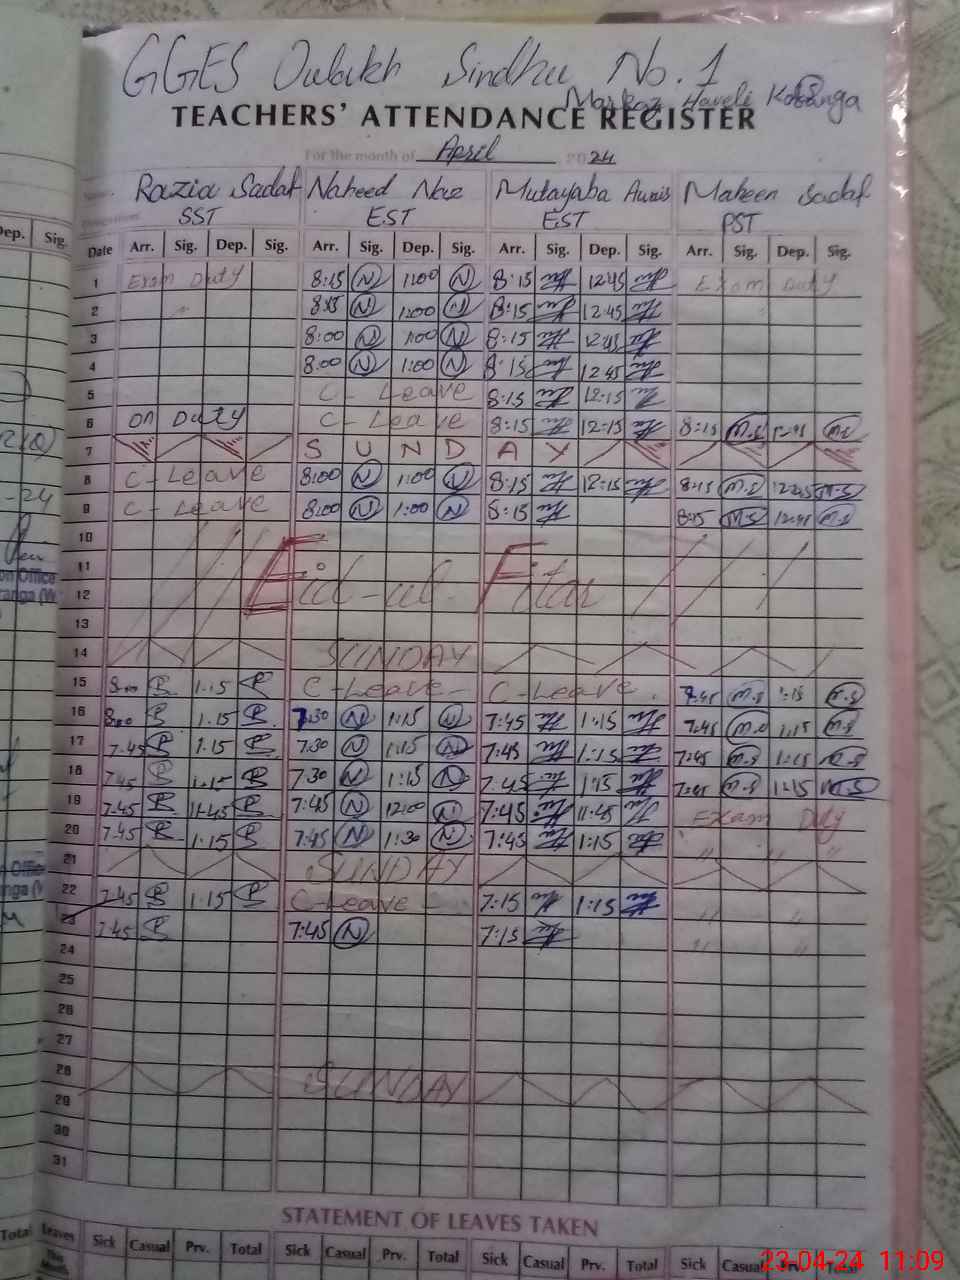 GGES Sindhu No. 1
Markaz Haveli
TEACHERS' ATTENDANCE REGISTER
For the month of April 2024
Razia Sadaf Naheed Naz Mutayaba Awais Maheen Sadaf
SST EST EST PST
Date Arr. Sig. Dep. Sig. Arr. Sig. Dep. Sig. Arr. Sig. Dep. Sig. Arr. Sig. Dep. Sig.
1 Exam Duty 8:15 N 1:00 N 8:15 12:45 Exam Duty
2 8:15 N 1:00 N 8:15 12:45
3 8:00 N 1:00 N 8:15 12:45
4 8:00 N 1:00 N 8:15 12:45
5 C - Leave 8:15 12:15
6 On Duty C - Leave 8:15 12:15 8:15 M.S M.S
7 S U N D A Y
8 C - Leave 8:00 N 1:00 N 8:15 12:15 8:15 M.S 12:45 M.S
9 C - Leave 8:00 N 1:00 N 8:15 8:15 M.S 12:45 M.S
10
11 Eid-ul-Fitar
12
13
14 SUNDAY
15 8:00 1:15 C - Leave C - Leave 7:45 M.S 1:15 M.S
16 8:00 1:15 7:30 N 1:15 N 7:45 1:15 7:45 M.S 1:15 M.S
17 7:45 1:15 7:30 N 1:15 N 7:45 1:15 7:45 M.S 1:15 M.S
18 7:45 1:15 7:30 N 1:15 N 7:45 1:15 7:45 M.S 1:15 M.S
19 7:45 11:45 7:45 N 12:00 N 7:45 11:45 Exam Duty
20 7:45 1:15 7:45 N 1:30 N 7:45 1:15 " "
21 SUNDAY
22 7:45 1:15 C - Leave 7:15 1:15 " "
23 7:45 7:45 N 7:15 " "
24
25
26
27
28 SUNDAY
29
30
31
STATEMENT OF LEAVES TAKEN
Total Leaves Sick Casual Prv. Total Sick Casual Prv. Total Sick Casual Prv. Total Sick Casual Prv. Total
23-04-24 11:09